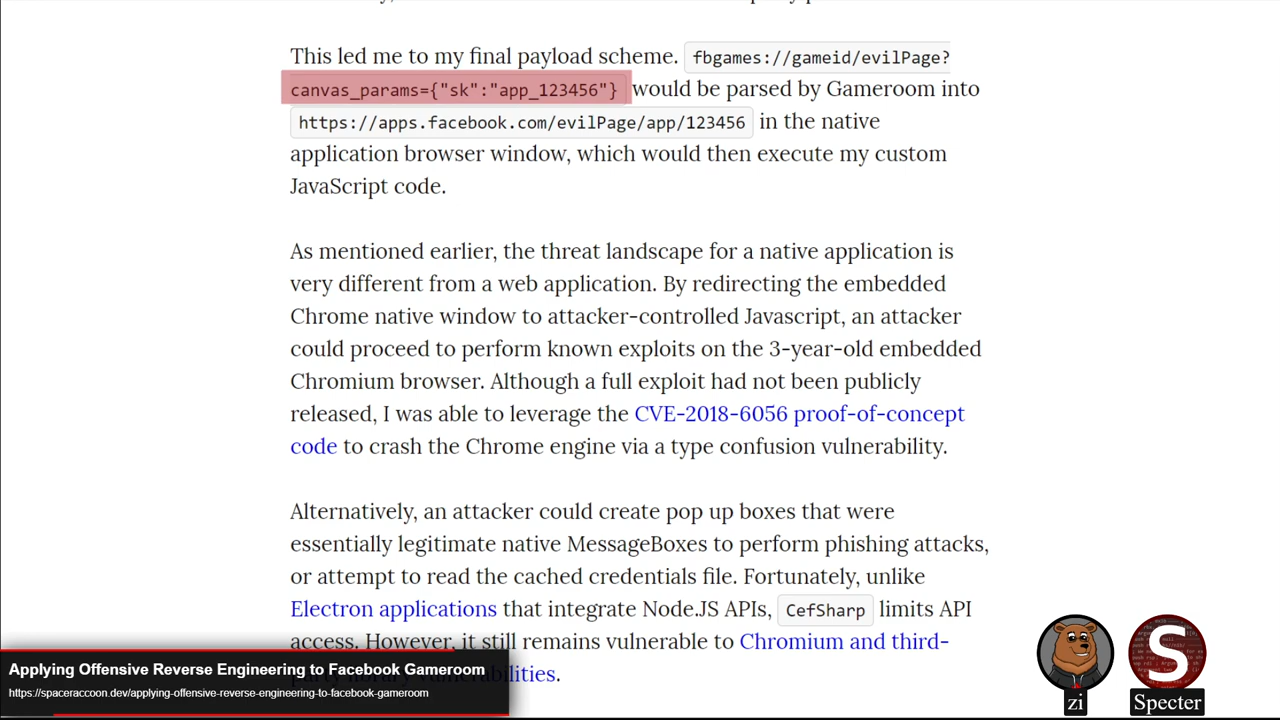 This led me to my final payload scheme. fbgames://gameid/evilPage?
canvas_params={"sk":"app_123456"} would be parsed by Gameroom into
https://apps.facebook.com/evilPage/app/123456 in the native
application browser window, which would then execute my custom
JavaScript code.
As mentioned earlier, the threat landscape for a native application is
very different from a web application. By redirecting the embedded
Chrome native window to attacker-controlled Javascript, an attacker
could proceed to perform known exploits on the 3-year-old embedded
Chromium browser. Although a full exploit had not been publicly
released, I was able to leverage the CVE-2018-6056 proof-of-concept
code to crash the Chrome engine via a type confusion vulnerability.
Alternatively, an attacker could create pop up boxes that were
essentially legitimate native MessageBoxes to perform phishing attacks,
or attempt to read the cached credentials file. Fortunately, unlike
Electron applications that integrate Node.JS APIs, CefSharp limits API
access. However, it still remains vulnerable to Chromium and third-
Applying Offensive Reverse Engineering to Facebook Gameroom
https://spaceraccoon.dev/applying-offensive-reverse-engineering-to-facebook-gameroom
zi
S
Specter